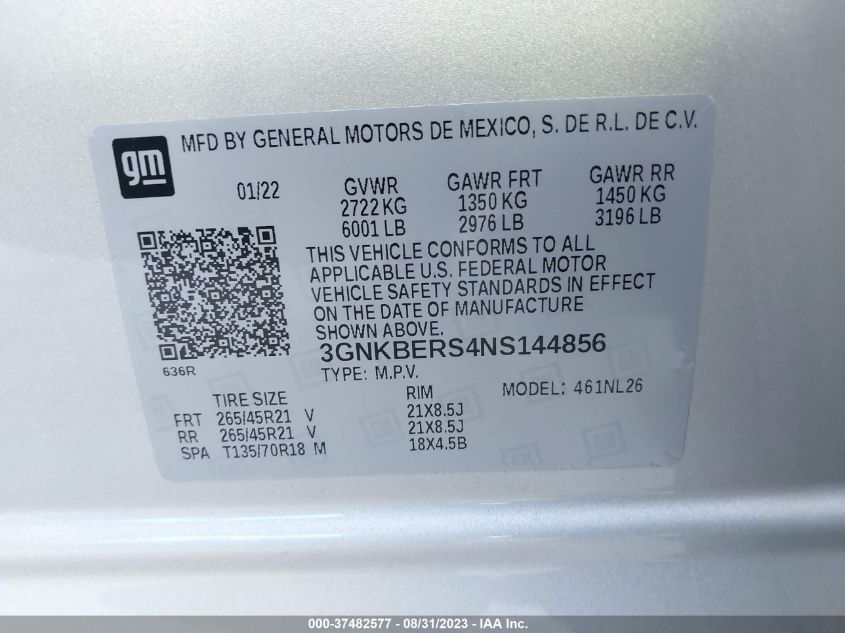 gm
MFD BY GENERAL MOTORS DE MEXICO, S. DE R.L. DE C.V.
01/22
GVWR GAWR FRT GAWR RR
2722 KG 1350 KG 1450 KG
6001 LB 2976 LB 3196 LB
THIS VEHICLE CONFORMS TO ALL
APPLICABLE U.S. FEDERAL MOTOR
VEHICLE SAFETY STANDARDS IN EFFECT
ON THE DATE OF MANUFACTURE
SHOWN ABOVE.
3GNKBERS4NS144856
636R
TYPE: M.P.V.
MODEL: 461NL26
TIRE SIZE RIM
FRT 265/45R21 V 21X8.5J
RR 265/45R21 V 21X8.5J
SPA T135/70R18 M 18X4.5B
000-37482577 - 08/31/2023 - IAA Inc.